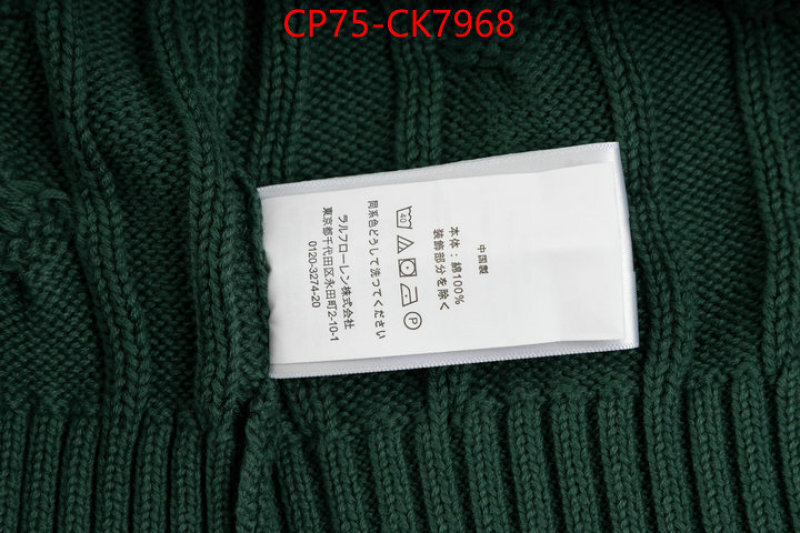 CP75-CK7968
中国製
本体：綿100%
装飾部分を除く
40
P
同系色どうしで洗ってください
ラルフローレン株式会社
東京都千代田区永田町2-10-1
0120-3274-20